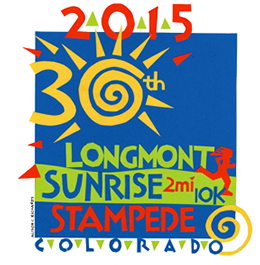 2015
30th
LONGMONT
SUNRISE 2mi 10K
STAMPEDE
COLORADO